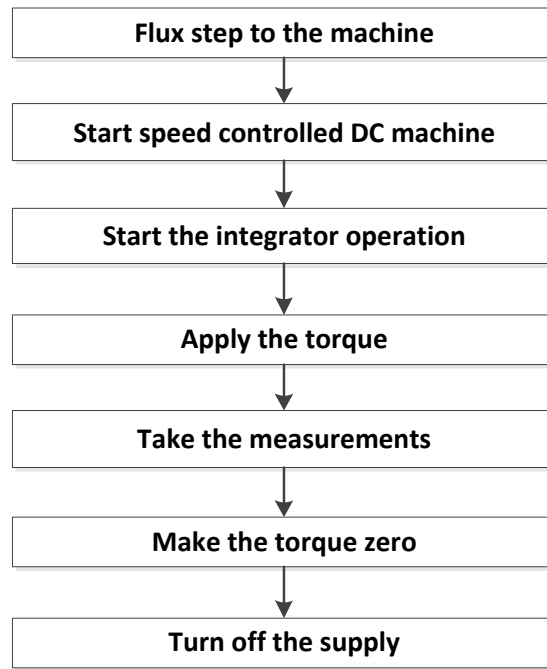 Flux step to the machine
Start speed controlled DC machine
Start the integrator operation
Apply the torque
Take the measurements
Make the torque zero
Turn off the supply